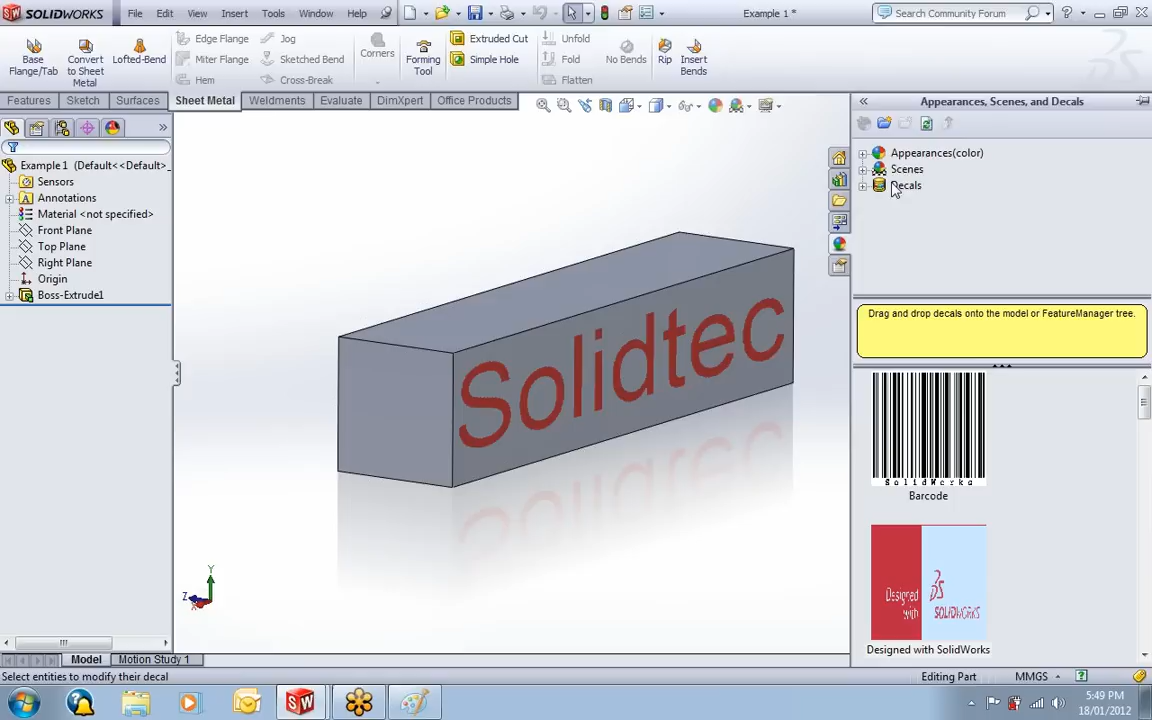 SOLIDWORKS
File
Edit
View
Insert
Tools
Window
Help
Example 1 *
Search Community Forum
Base
Flange/Tab
Convert
to Sheet
Metal
Lofted-Bend
Edge Flange
Miter Flange
Hem
Jog
Sketched Bend
Cross-Break
Corners
Forming
Tool
Extruded Cut
Simple Hole
Unfold
Fold
Flatten
No Bends
Rip
Insert
Bends
Features
Sketch
Surfaces
Sheet Metal
Weldments
Evaluate
DimXpert
Office Products
Appearances, Scenes, and Decals
Example 1 (Default<<Default>_
Sensors
Annotations
Material <not specified>
Front Plane
Top Plane
Right Plane
Origin
Boss-Extrude1
Appearances(color)
Scenes
Decals
Drag and drop decals onto the model or FeatureManager tree.
Solidtec
SolidWorks
Barcode
Designed
with
SOLIDWORKS
Designed with SolidWorks
Y
Z
Model
Motion Study 1
Select entities to modify their decal
Editing Part
MMGS
5:49 PM
18/01/2012